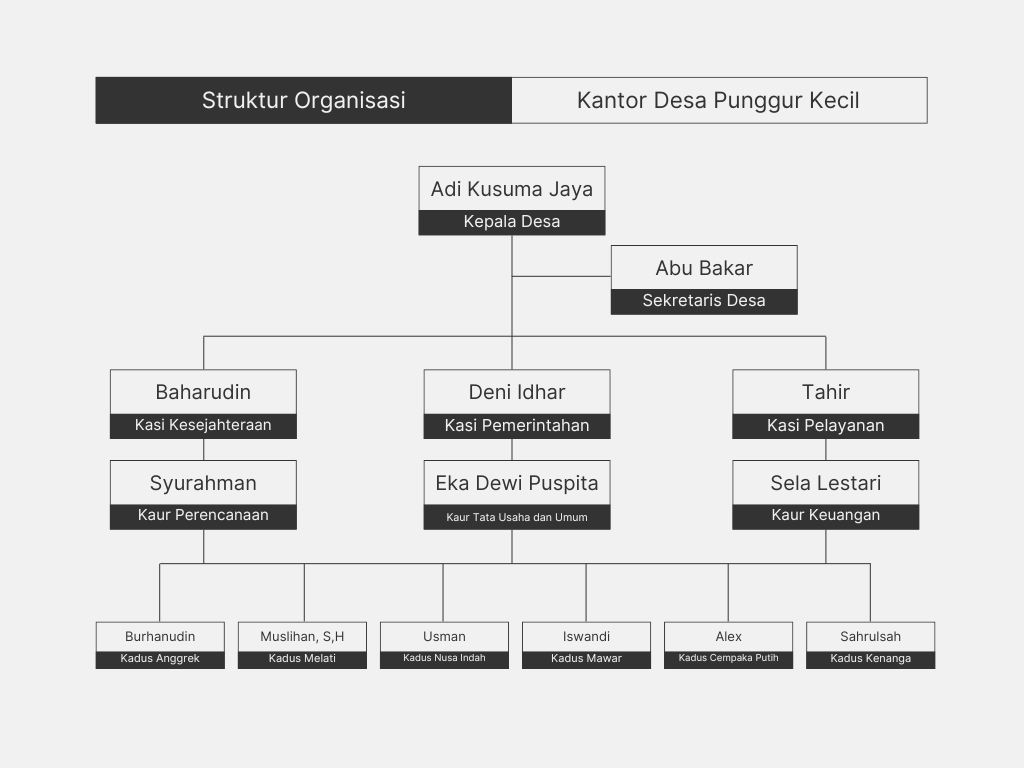 Struktur Organisasi
Kantor Desa Punggur Kecil
Adi Kusuma Jaya
Kepala Desa
Abu Bakar
Sekretaris Desa
Baharudin
Kasi Kesejahteraan
Deni Idhar
Kasi Pemerintahan
Tahir
Kasi Pelayanan
Syurahman
Kaur Perencanaan
Eka Dewi Puspita
Kaur Tata Usaha dan Umum
Sela Lestari
Kaur Keuangan
Burhanudin
Kadus Anggrek
Muslihan, S,H
Kadus Melati
Usman
Kadus Nusa Indah
Iswandi
Kadus Mawar
Alex
Kadus Cempaka Putih
Sahrulsah
Kadus Kenanga